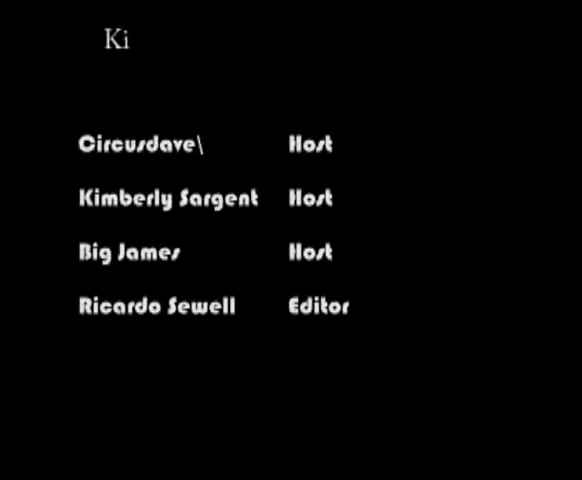 Ki
Circusdave\ Host
Kimberly Sargent Host
Big James Host
Ricardo Sewell Editor